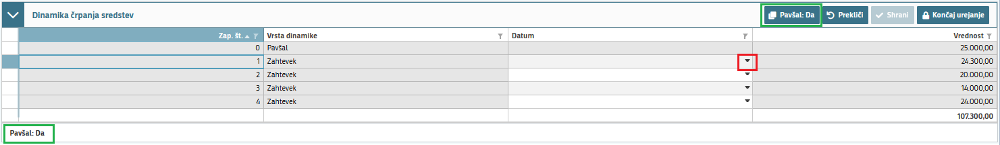 Dinamika črpanja sredstev Pavšal: Da Prekliči Shrani Končaj urejanje
Zap. št. Vrsta dinamike Datum Vrednost
0 Pavšal 25.000,00
1 Zahtevek 24.300,00
2 Zahtevek 20.000,00
3 Zahtevek 14.000,00
4 Zahtevek 24.000,00
107.300,00
Pavšal: Da